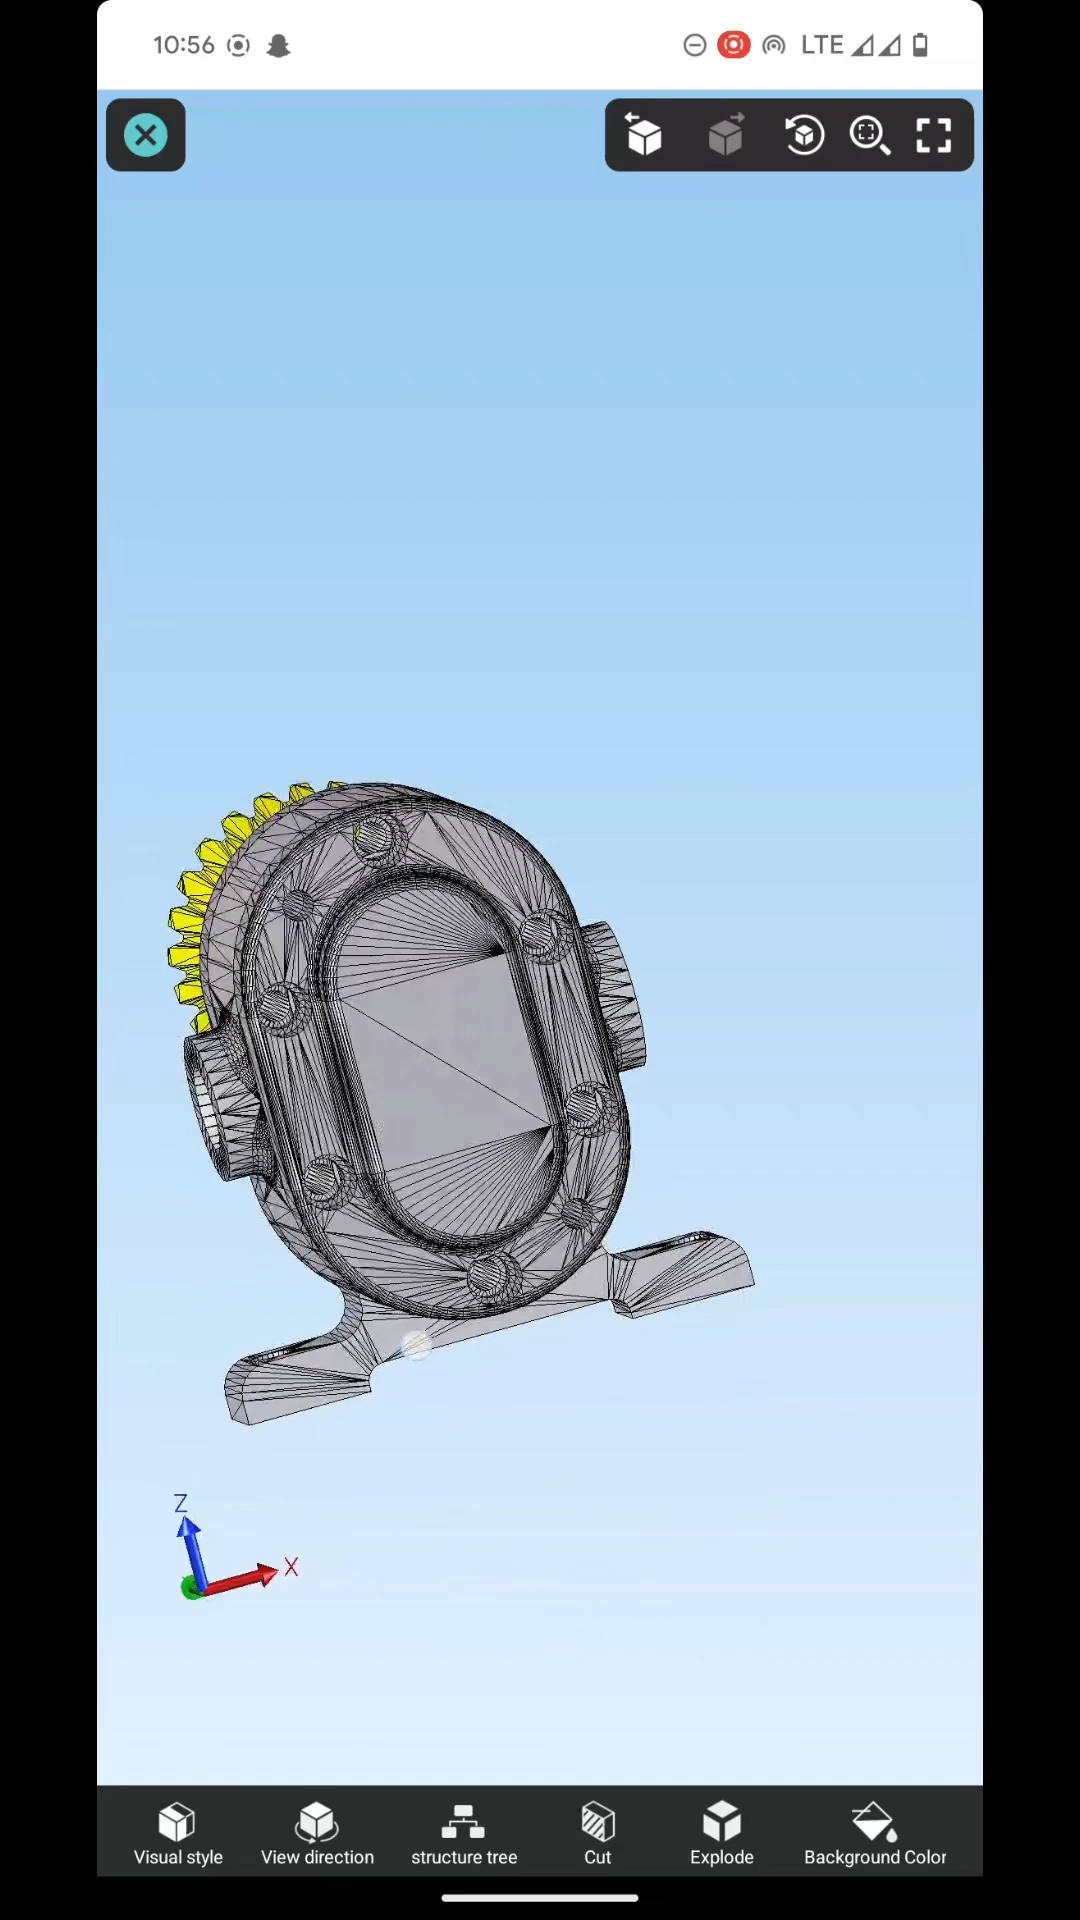 10:56 LTE
Z
X
Visual style View direction structure tree Cut Explode Background Color